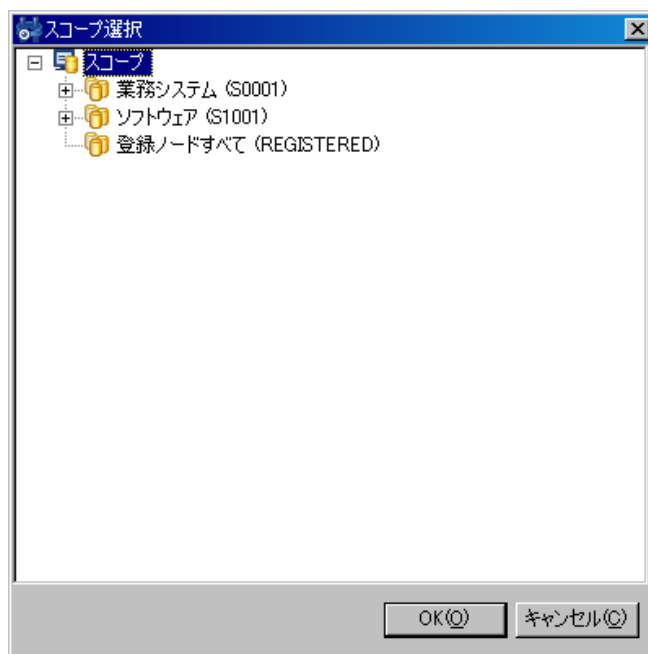 スコープ選択
スコープ
業務システム (S0001)
ソフトウェア (S1001)
登録ノードすべて (REGISTERED)
OK(O)
キャンセル(C)